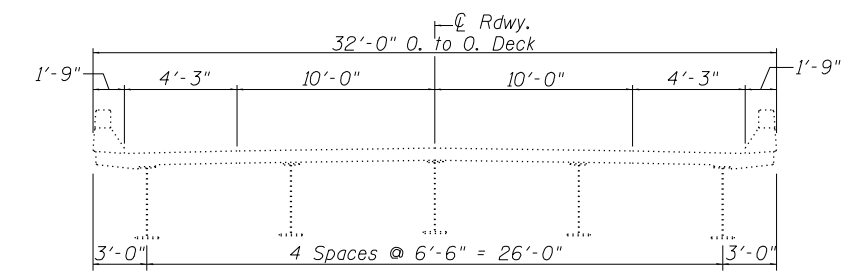 ℄ Rdwy.
32'-0" O. to O. Deck
1'-9" 4'-3" 10'-0" 10'-0" 4'-3" 1'-9"
3'-0" 4 Spaces @ 6'-6" = 26'-0" 3'-0"